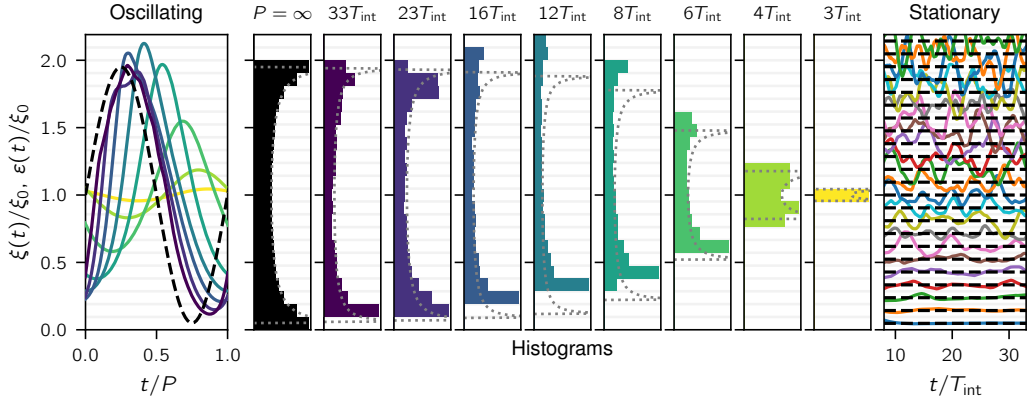 Oscillating
P = ∞
33T_int
23T_int
16T_int
12T_int
8T_int
6T_int
4T_int
3T_int
Stationary
ξ(t)/ξ_0, ε(t)/ξ_0
2.0
1.5
1.0
0.5
0.0
0.0 0.5 1.0
t/P
Histograms
10 20 30
t/T_int